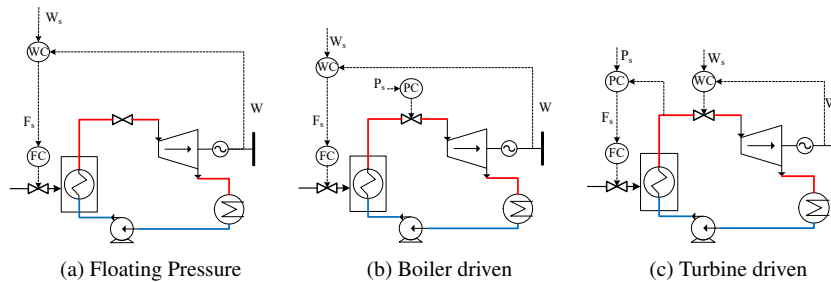 W_s
WC
W
F_s
FC
(a) Floating Pressure
W_s
WC
P_s
PC
W
F_s
FC
(b) Boiler driven
P_s
W_s
PC
WC
W
F_s
FC
(c) Turbine driven